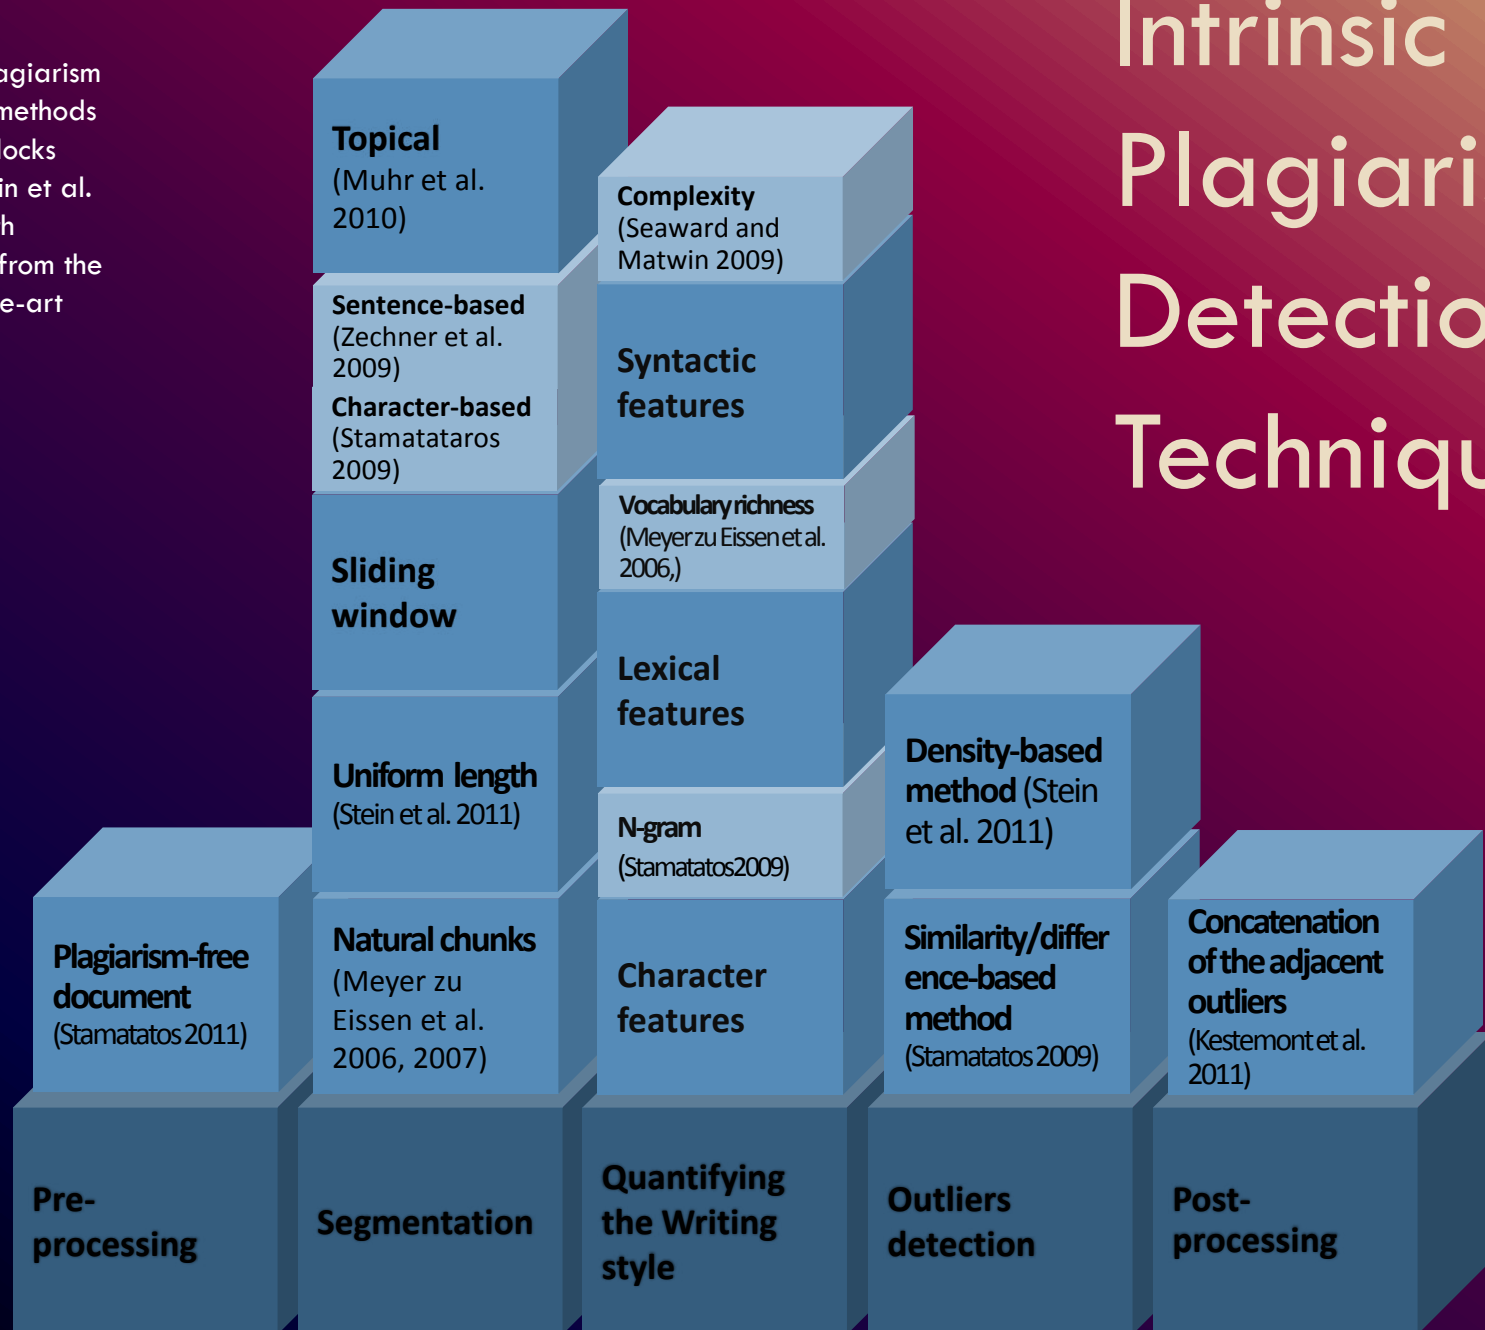 agiarism
methods
locks
in et al.
th
from the
e-art
Intrinsic
Plagiari
Detectio
Techniqu
Topical
(Muhr et al.
2010)
Sentence-based
(Zechner et al.
2009)
Character-based
(Stamatataros
2009)
Sliding
window
Uniform length
(Stein et al. 2011)
Natural chunks
(Meyer zu
Eissen et al.
2006, 2007)
Segmentation
Complexity
(Seaward and
Matwin 2009)
Syntactic
features
Vocabulary richness
(Meyer zu Eissen et al.
2006,)
Lexical
features
N-gram
(Stamatatos2009)
Character
features
Quantifying
the Writing
style
Density-based
method (Stein
et al. 2011)
Similarity/differ
ence-based
method
(Stamatatos 2009)
Outliers
detection
Concatenation
of the adjacent
outliers
(Kestemont et al.
2011)
Post-
processing
Plagiarism-free
document
(Stamatatos 2011)
Pre-
processing